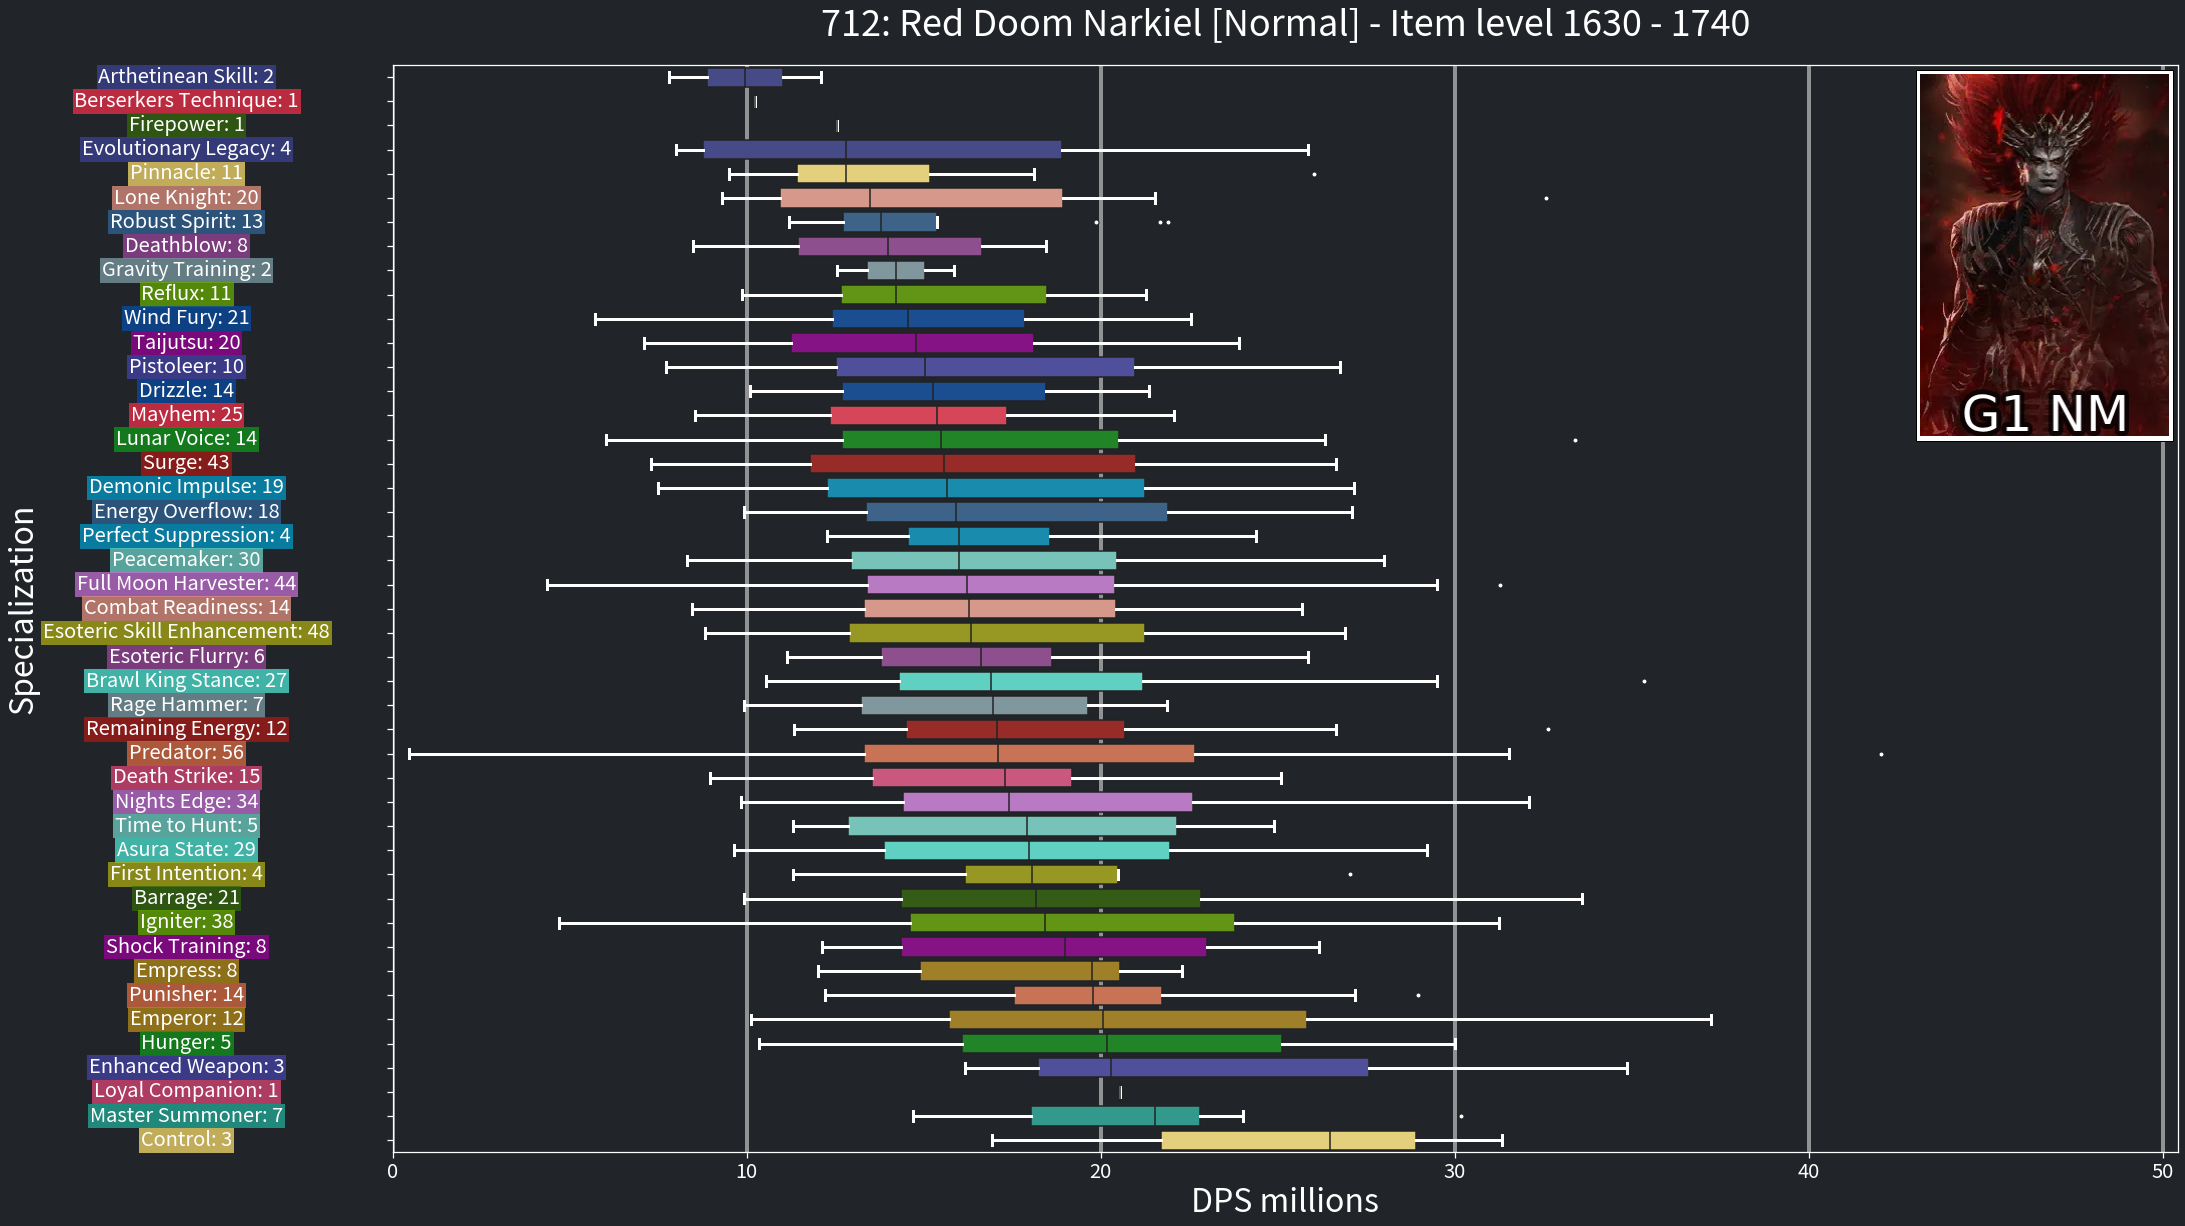 712: Red Doom Narkiel [Normal] - Item level 1630 - 1740
Specialization
Arthetinean Skill: 2
Berserkers Technique: 1
Firepower: 1
Evolutionary Legacy: 4
Pinnacle: 11
Lone Knight: 20
Robust Spirit: 13
Deathblow: 8
Gravity Training: 2
Reflux: 11
Wind Fury: 21
Taijutsu: 20
Pistoleer: 10
Drizzle: 14
Mayhem: 25
Lunar Voice: 14
Surge: 43
Demonic Impulse: 19
Energy Overflow: 18
Perfect Suppression: 4
Peacemaker: 30
Full Moon Harvester: 44
Combat Readiness: 14
Esoteric Skill Enhancement: 48
Esoteric Flurry: 6
Brawl King Stance: 27
Rage Hammer: 7
Remaining Energy: 12
Predator: 56
Death Strike: 15
Nights Edge: 34
Time to Hunt: 5
Asura State: 29
First Intention: 4
Barrage: 21
Igniter: 38
Shock Training: 8
Empress: 8
Punisher: 14
Emperor: 12
Hunger: 5
Enhanced Weapon: 3
Loyal Companion: 1
Master Summoner: 7
Control: 3
G1 NM
0 10 20 30 40 50
DPS millions